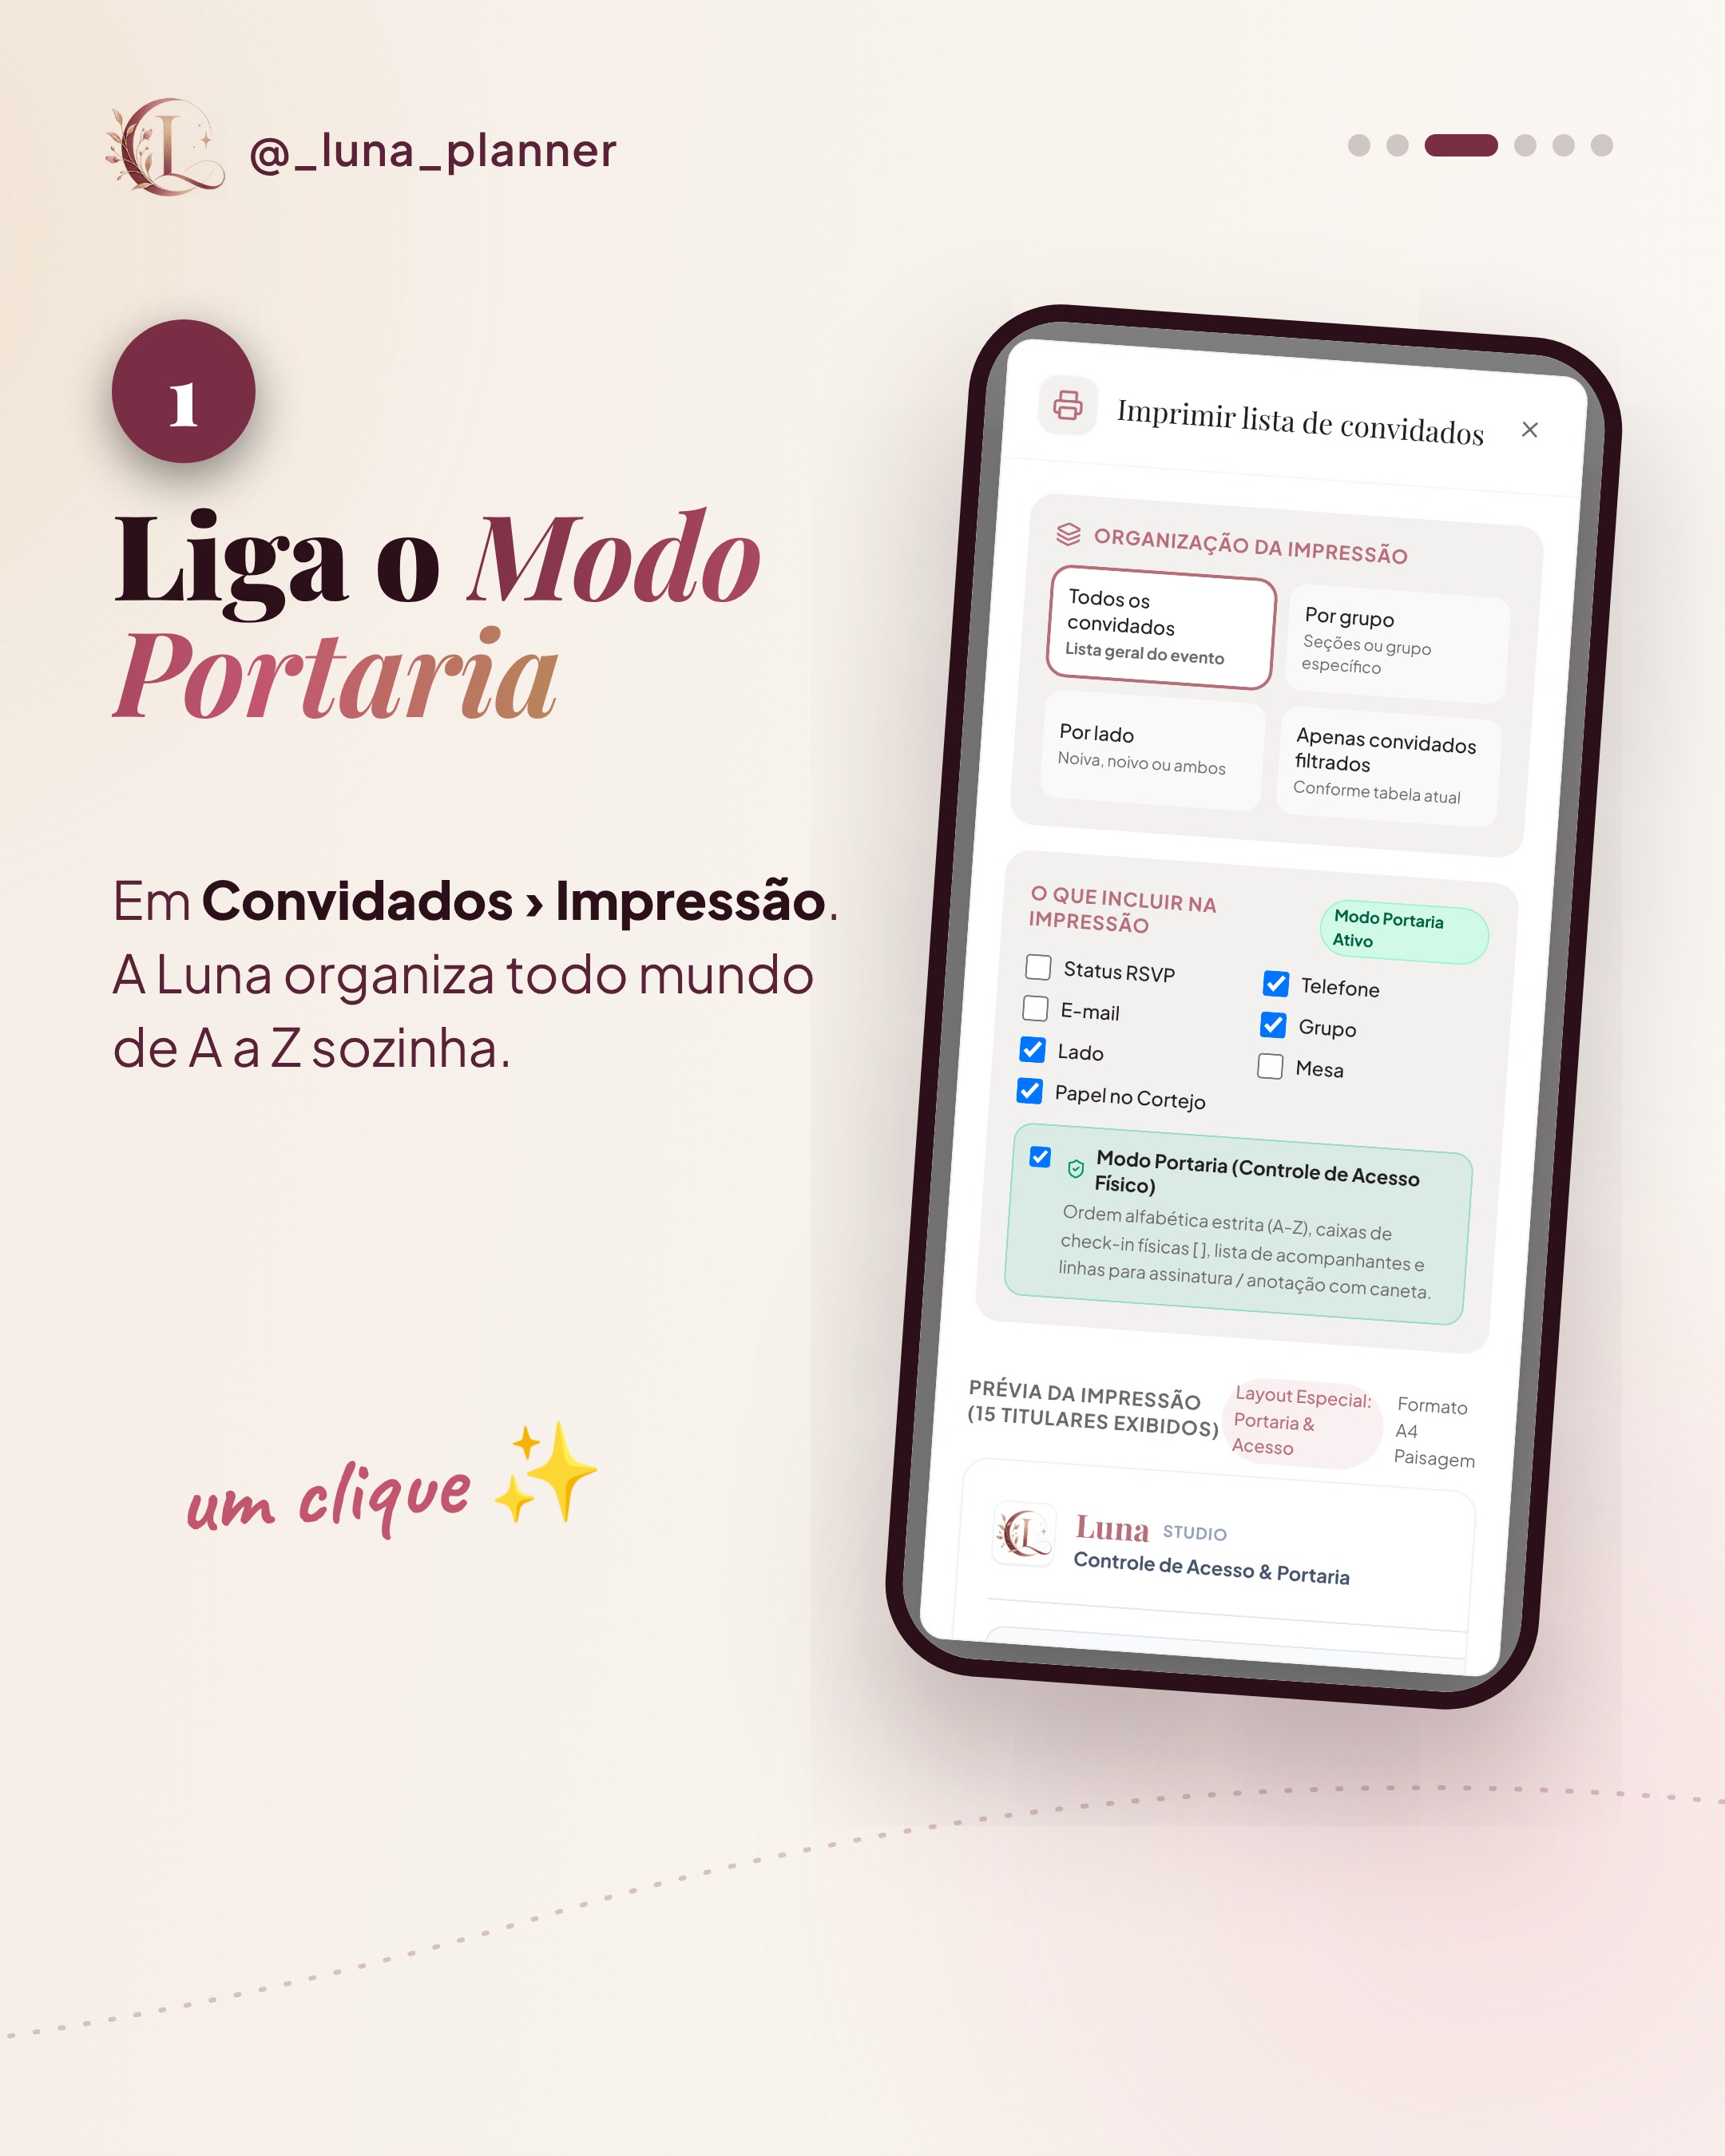 @_luna_planner
1
Liga o Modo
Portaria
Em Convidados › Impressão.
A Luna organiza todo mundo
de A a Z sozinha.
um clique ✨
Imprimir lista de convidados
ORGANIZAÇÃO DA IMPRESSÃO
Todos os
convidados
Lista geral do evento
Por grupo
Seções ou grupo
específico
Por lado
Noiva, noivo ou ambos
Apenas convidados
filtrados
Conforme tabela atual
O QUE INCLUIR NA
IMPRESSÃO
Modo Portaria
Ativo
Status RSVP
Telefone
E-mail
Grupo
Lado
Mesa
Papel no Cortejo
Modo Portaria (Controle de Acesso
Físico)
Ordem alfabética estrita (A-Z), caixas de
check-in físicas [ ], lista de acompanhantes e
linhas para assinatura / anotação com caneta.
PRÉVIA DA IMPRESSÃO
(15 TITULARES EXIBIDOS)
Layout Especial:
Portaria &
Acesso
Formato
A4
Paisagem
Luna STUDIO
Controle de Acesso & Portaria